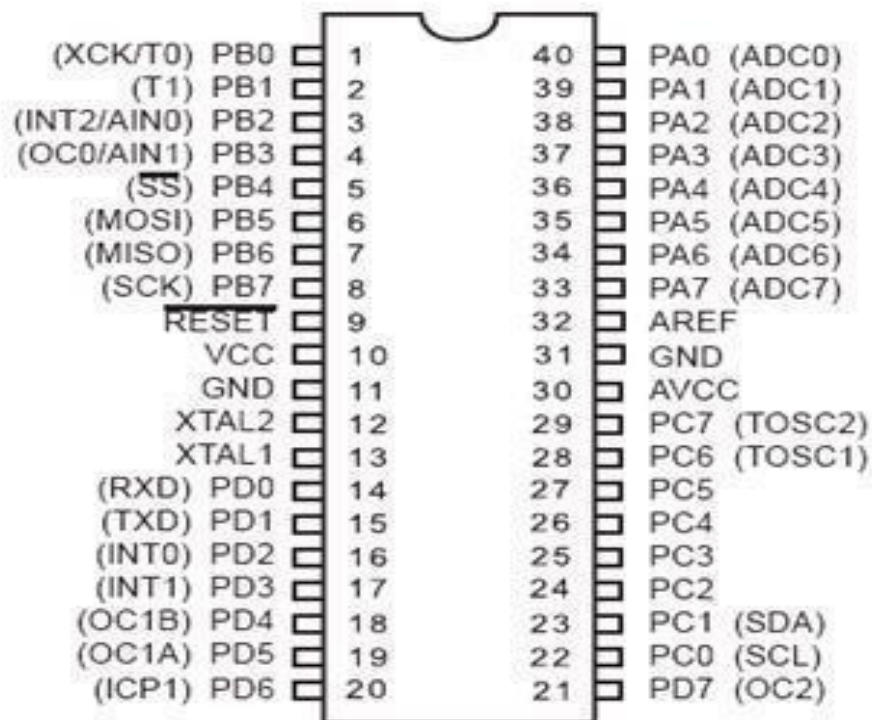 (XCK/T0) PB0 1 40 PA0 (ADC0)
(T1) PB1 2 39 PA1 (ADC1)
(INT2/AIN0) PB2 3 38 PA2 (ADC2)
(OC0/AIN1) PB3 4 37 PA3 (ADC3)
(SS) PB4 5 36 PA4 (ADC4)
(MOSI) PB5 6 35 PA5 (ADC5)
(MISO) PB6 7 34 PA6 (ADC6)
(SCK) PB7 8 33 PA7 (ADC7)
RESET 9 32 AREF
VCC 10 31 GND
GND 11 30 AVCC
XTAL2 12 29 PC7 (TOSC2)
XTAL1 13 28 PC6 (TOSC1)
(RXD) PD0 14 27 PC5
(TXD) PD1 15 26 PC4
(INT0) PD2 16 25 PC3
(INT1) PD3 17 24 PC2
(OC1B) PD4 18 23 PC1 (SDA)
(OC1A) PD5 19 22 PC0 (SCL)
(ICP1) PD6 20 21 PD7 (OC2)